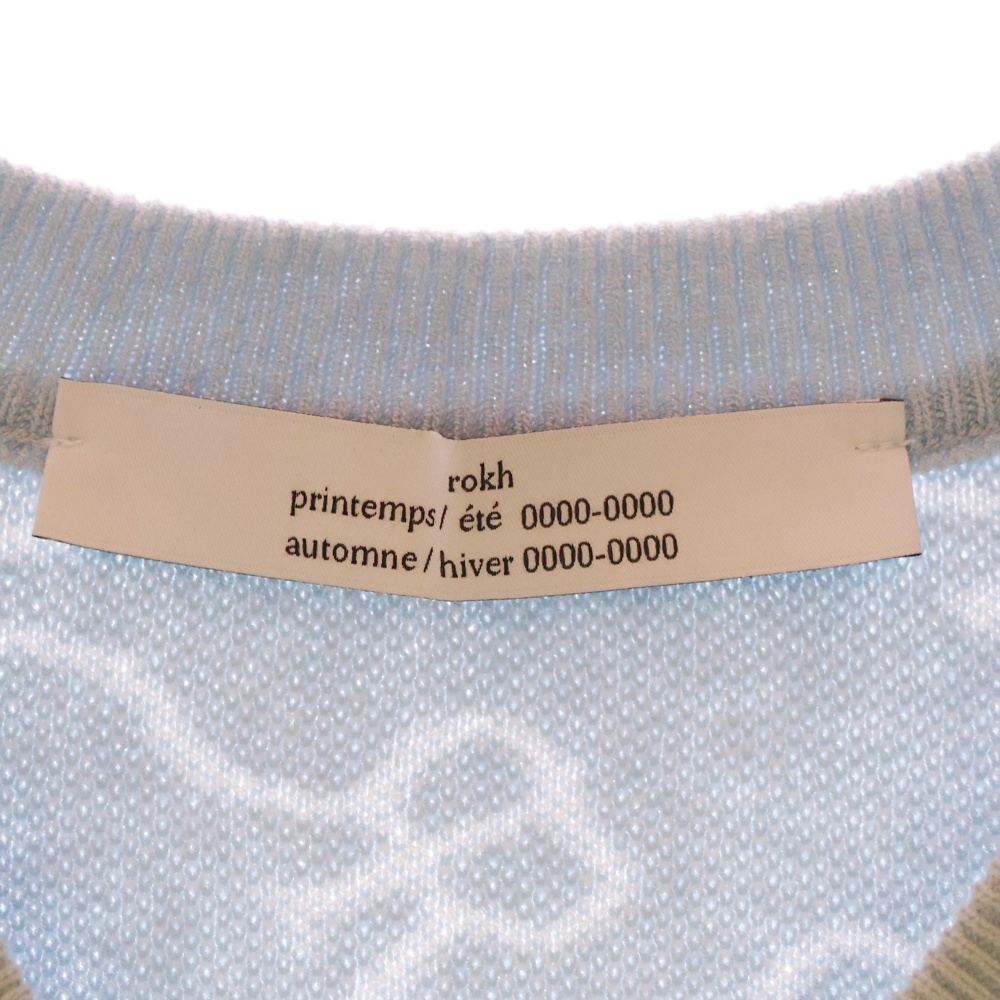 rokh
printemps/ été 0000-0000
automne/hiver 0000-0000